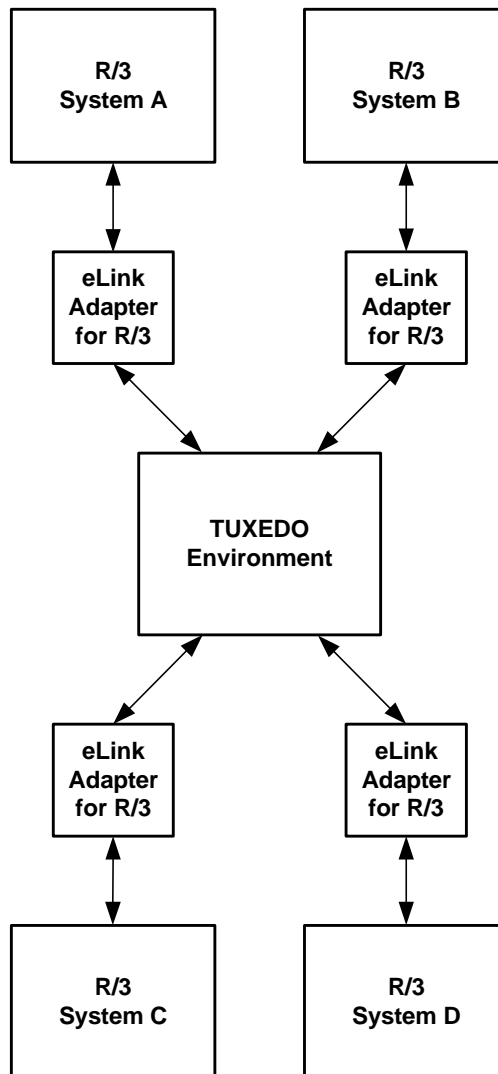 R/3
System A
R/3
System B
eLink
Adapter
for R/3
eLink
Adapter
for R/3
TUXEDO
Environment
eLink
Adapter
for R/3
eLink
Adapter
for R/3
R/3
System C
R/3
System D